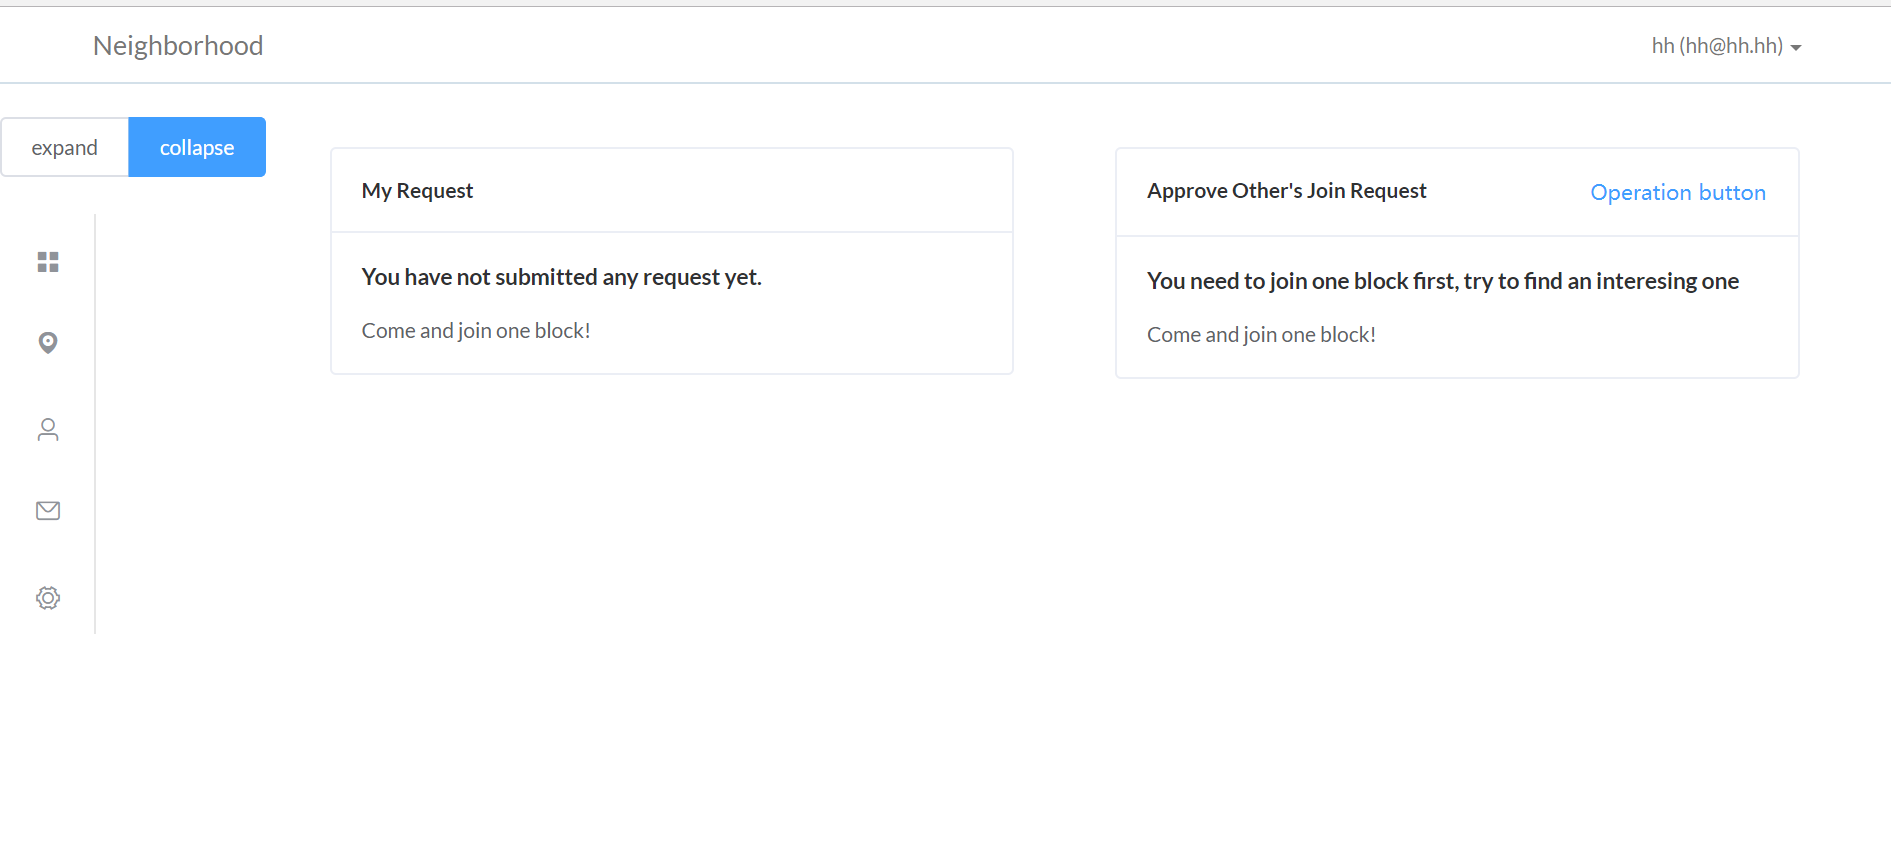 Neighborhood
hh (hh@hh.hh)
expand
collapse
My Request
You have not submitted any request yet.
Come and join one block!
Approve Other's Join Request
Operation button
You need to join one block first, try to find an interesing one
Come and join one block!